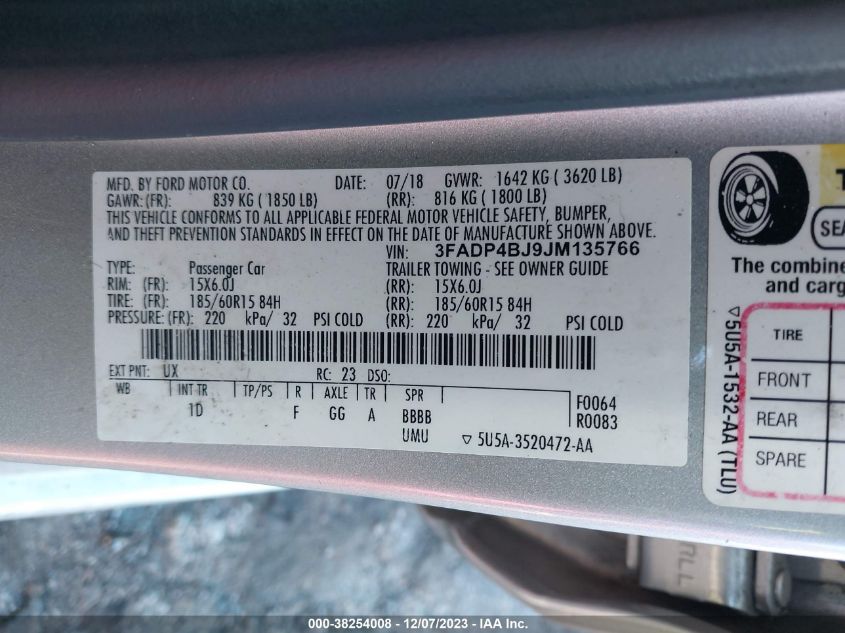 MFD. BY FORD MOTOR CO. DATE: 07/18 GVWR: 1642 KG ( 3620 LB)
GAWR: (FR): 839 KG ( 1850 LB) (RR): 816 KG ( 1800 LB)
THIS VEHICLE CONFORMS TO ALL APPLICABLE FEDERAL MOTOR VEHICLE SAFETY, BUMPER,
AND THEFT PREVENTION STANDARDS IN EFFECT ON THE DATE OF MANUFACTURE SHOWN ABOVE.
VIN: 3FADP4BJ9JM135766
TYPE: Passenger Car TRAILER TOWING - SEE OWNER GUIDE
RIM: (FR): 15X6.0J (RR): 15X6.0J
TIRE: (FR): 185/60R15 84H (RR): 185/60R15 84H
PRESSURE: (FR): 220 kPa/ 32 PSI COLD (RR): 220 kPa/ 32 PSI COLD
EXT PNT: UX RC: 23 DSO:
WB INT TR TP/PS R AXLE TR SPR
1D F GG A BBBB
UMU
F0064
R0083
▽ 5U5A-3520472-AA
SEA
The combine
and carg
TIRE
FRONT
REAR
SPARE
▽5U5A-1532-AA (TLU)
000-38254008 - 12/07/2023 - IAA Inc.